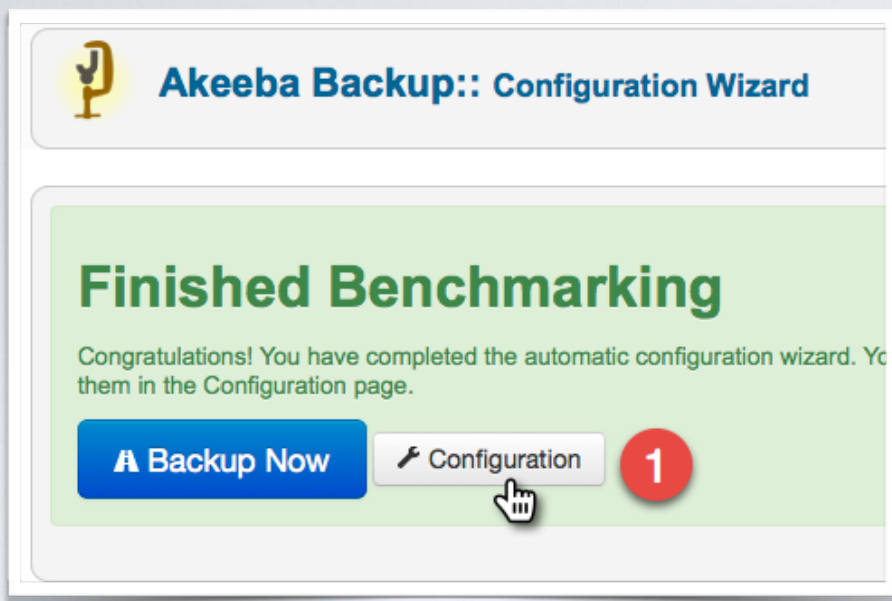 Akeeba Backup:: Configuration Wizard
Finished Benchmarking
Congratulations! You have completed the automatic configuration wizard.
them in the Configuration page.
Backup Now
Configuration
1